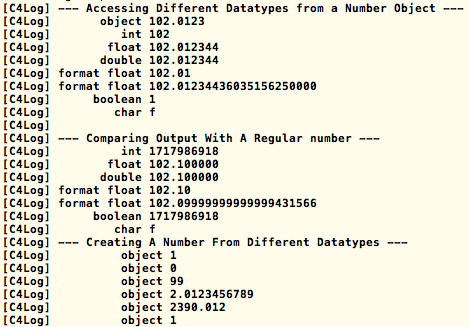 [C4Log] --- Accessing Different Datatypes from a Number Object ---
[C4Log] object 102.0123
[C4Log] int 102
[C4Log] float 102.012344
[C4Log] double 102.012344
[C4Log] format float 102.01
[C4Log] format float 102.01234436035156250000
[C4Log] boolean 1
[C4Log] char f
[C4Log]
[C4Log] --- Comparing Output With A Regular number ---
[C4Log] int 1717986918
[C4Log] float 102.100000
[C4Log] double 102.100000
[C4Log] format float 102.10
[C4Log] format float 102.09999999999999431566
[C4Log] boolean 1717986918
[C4Log] char f
[C4Log] --- Creating A Number From Different Datatypes ---
[C4Log] object 1
[C4Log] object 0
[C4Log] object 99
[C4Log] object 2.0123456789
[C4Log] object 2390.012
[C4Log] object 1